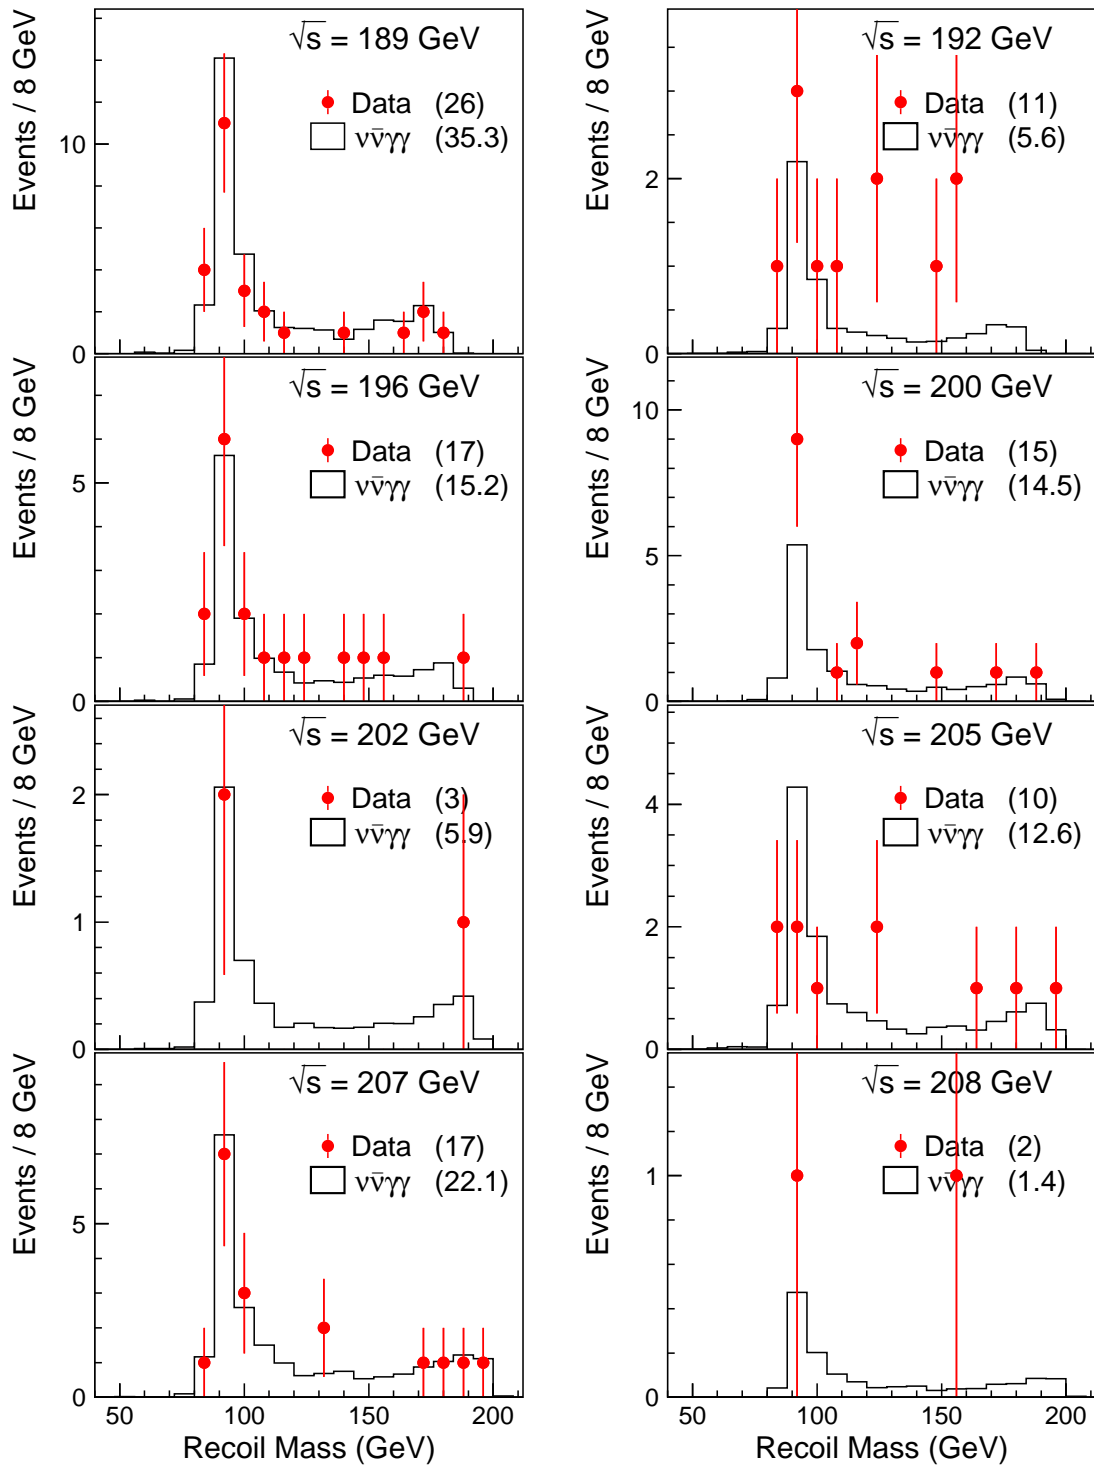 √s = 189 GeV
Data (26)
νν̄γγ (35.3)
Events / 8 GeV
10
0
√s = 192 GeV
Data (11)
νν̄γγ (5.6)
Events / 8 GeV
2
0
√s = 196 GeV
Data (17)
νν̄γγ (15.2)
Events / 8 GeV
5
0
√s = 200 GeV
Data (15)
νν̄γγ (14.5)
Events / 8 GeV
10
5
0
√s = 202 GeV
Data (3)
νν̄γγ (5.9)
Events / 8 GeV
2
1
0
√s = 205 GeV
Data (10)
νν̄γγ (12.6)
Events / 8 GeV
4
2
0
√s = 207 GeV
Data (17)
νν̄γγ (22.1)
Events / 8 GeV
5
0
50 100 150 200
Recoil Mass (GeV)
√s = 208 GeV
Data (2)
νν̄γγ (1.4)
Events / 8 GeV
1
0
50 100 150 200
Recoil Mass (GeV)